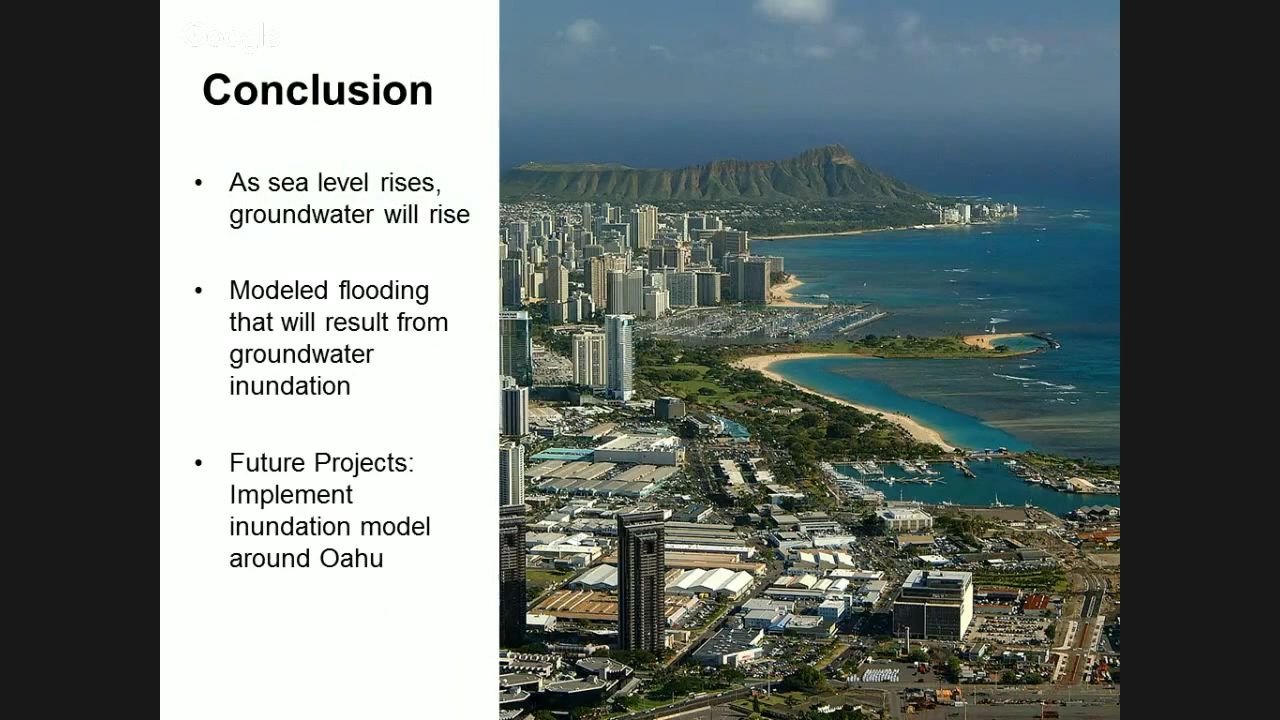 Google
Conclusion
• As sea level rises,
groundwater will rise
• Modeled flooding
that will result from
groundwater
inundation
• Future Projects:
Implement
inundation model
around Oahu